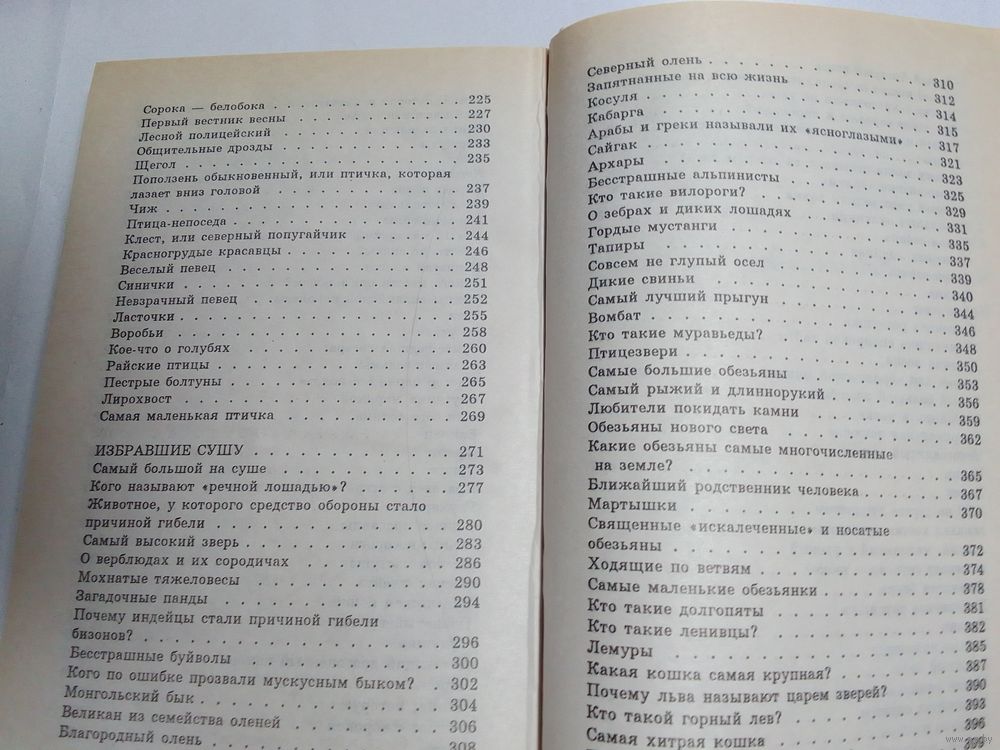 Сорока — белобока . . . 225
Первый вестник весны . . . 227
Лесной полицейский . . . 230
Общительные дрозды . . . 233
Щегол . . . 235
Поползень обыкновенный, или птичка, которая
лазает вниз головой . . . 237
Чиж . . . 239
Птица-непоседа . . . 241
Клест, или северный попугайчик . . . 244
Красногрудые красавцы . . . 246
Веселый певец . . . 248
Синички . . . 251
Невзрачный певец . . . 252
Ласточки . . . 255
Воробьи . . . 258
Кое-что о голубях . . . 260
Райские птицы . . . 263
Пестрые болтуны . . . 265
Лирохвост . . . 267
Самая маленькая птичка . . . 269
ИЗБРАВШИЕ СУШУ . . . 271
Самый большой на суше . . . 273
Кого называют «речной лошадью»? . . . 277
Животное, у которого средство обороны стало
причиной гибели . . . 280
Самый высокий зверь . . . 283
О верблюдах и их сородичах . . . 286
Мохнатые тяжеловесы . . . 290
Загадочные панды . . . 294
Почему индейцы стали причиной гибели
бизонов? . . . 296
Бесстрашные буйволы . . . 300
Кого по ошибке прозвали мускусным быком? . 302
Монгольский бык . . . 304
Великан из семейства оленей . . . 306
Благородный олень . . . 308
Северный олень . . . 310
Запятнанные на всю жизнь . . . 312
Косуля . . . 314
Кабарга . . . 315
Арабы и греки называли их «ясноглазыми» . . . 317
Сайгак . . . 321
Архары . . . 323
Бесстрашные альпинисты . . . 325
Кто такие вилороги? . . . 329
О зебрах и диких лошадях . . . 331
Гордые мустанги . . . 335
Тапиры . . . 337
Совсем не глупый осел . . . 339
Дикие свиньи . . . 340
Самый лучший прыгун . . . 344
Вомбат . . . 346
Кто такие муравьеды? . . . 348
Птицезвери . . . 350
Самые большие обезьяны . . . 353
Самый рыжий и длиннорукий . . . 356
Любители покидать камни . . . 359
Обезьяны нового света . . . 362
Какие обезьяны самые многочисленные
на земле? . . . 365
Ближайший родственник человека . . . 367
Мартышки . . . 370
Священные «искалеченные» и носатые
обезьяны . . . 372
Ходящие по ветвям . . . 374
Самые маленькие обезьянки . . . 378
Кто такие долгопяты . . . 381
Кто такие ленивцы? . . . 382
Лемуры . . . 385
Какая кошка самая крупная? . . . 387
Почему льва называют царем зверей? . . . 390
Кто такой горный лев? . . . 393
Самая хитрая кошка . . . 396
399